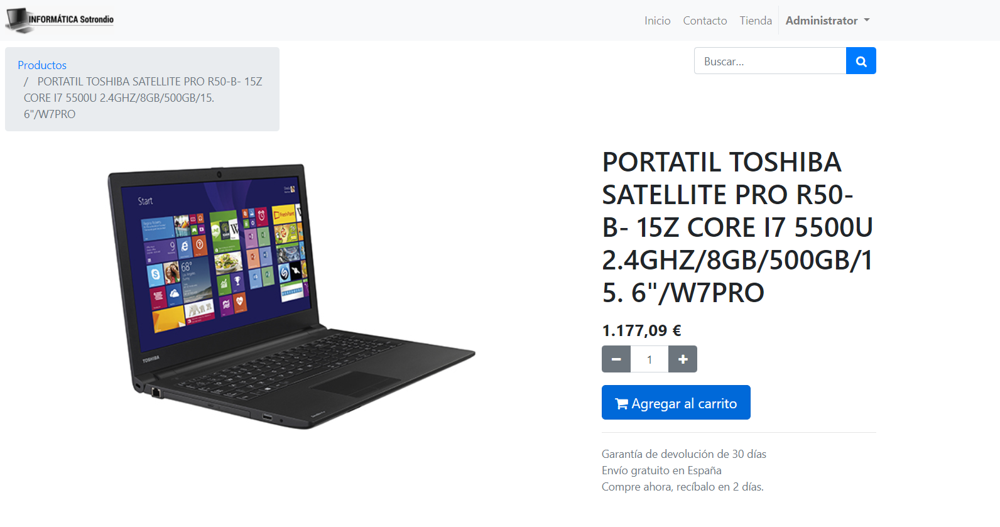 INFORMÁTICA Sotrondio
Inicio Contacto Tienda Administrator
Productos
/ PORTATIL TOSHIBA SATELLITE PRO R50-B- 15Z
CORE I7 5500U 2.4GHZ/8GB/500GB/15.
6"/W7PRO
Buscar...
Start
68°
9
TOSHIBA
PORTATIL TOSHIBA
SATELLITE PRO R50-
B- 15Z CORE I7 5500U
2.4GHZ/8GB/500GB/1
5. 6"/W7PRO
1.177,09 €
1
Agregar al carrito
Garantía de devolución de 30 días
Envío gratuito en España
Compre ahora, recíbalo en 2 días.